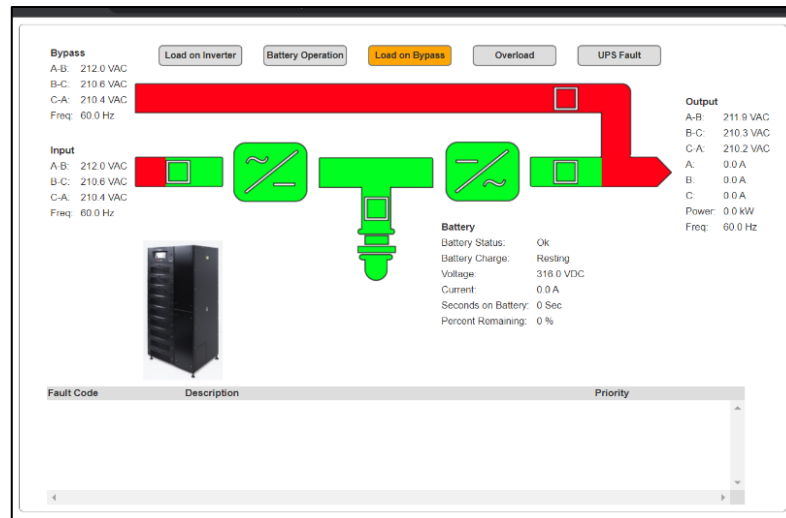 Bypass
A-B: 212.0 VAC
B-C: 210.6 VAC
C-A: 210.4 VAC
Freq: 60.0 Hz
Load on Inverter
Battery Operation
Load on Bypass
Overload
UPS Fault
Input
A-B: 212.0 VAC
B-C: 210.6 VAC
C-A: 210.4 VAC
Freq: 60.0 Hz
Output
A-B: 211.9 VAC
B-C: 210.3 VAC
C-A: 210.2 VAC
A: 0.0 A
B: 0.0 A
C: 0.0 A
Power: 0.0 kW
Freq: 60.0 Hz
Battery
Battery Status: Ok
Battery Charge: Resting
Voltage: 316.0 VDC
Current: 0.0 A
Seconds on Battery: 0 Sec
Percent Remaining: 0 %
Fault Code Description Priority